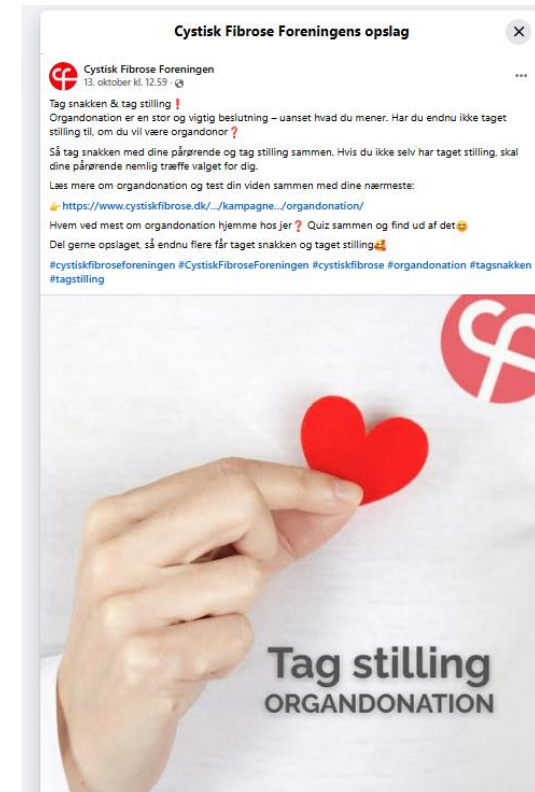 Cystisk Fibrose Foreningens opslag
Cystisk Fibrose Foreningen
13. oktober kl. 12.59 ·
Tag snakken & tag stilling❗
Organdonation er en stor og vigtig beslutning – uanset hvad du mener. Har du endnu ikke taget
stilling til, om du vil være organdonor❓
Så tag snakken med dine pårørende og tag stilling sammen. Hvis du ikke selv har taget stilling, skal
dine pårørende nemlig træffe valget for dig.
Læs mere om organdonation og test din viden sammen med dine nærmeste:
👉https://www.cystiskfibrose.dk/.../kampagne.../organdonation/
Hvem ved mest om organdonation hjemme hos jer❓ Quiz sammen og find ud af det😊
Del gerne opslaget, så endnu flere får taget snakken og taget stilling🥰
#cystiskfibroseforeningen #CystiskFibroseForeningen #cystiskfibrose #organdonation #tagsnakken
#tagstilling
Tag stilling
ORGANDONATION